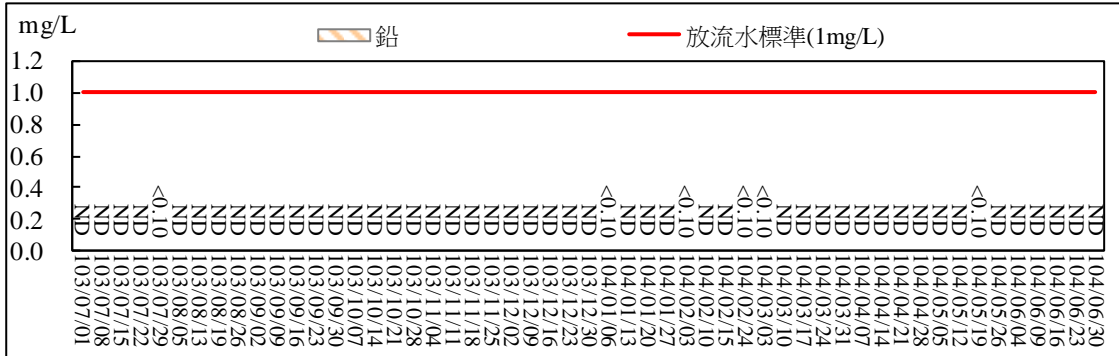 mg/L
鉛
放流水標準(1mg/L)
1.2
1.0
0.8
0.6
0.4
0.2
0.0
ND ND ND ND <0.10 ND ND ND ND ND ND ND ND ND ND ND ND ND ND ND ND ND ND ND ND ND ND <0.10 ND ND ND <0.10 ND ND <0.10 <0.10 ND ND ND ND ND ND ND ND ND ND <0.10 ND ND ND ND ND ND
103/07/01 103/07/08 103/07/15 103/07/22 103/07/29 103/08/05 103/08/13 103/08/19 103/08/26 103/09/02 103/09/09 103/09/16 103/09/23 103/09/30 103/10/07 103/10/14 103/10/21 103/10/28 103/11/04 103/11/11 103/11/18 103/11/25 103/12/02 103/12/09 103/12/16 103/12/23 103/12/30 104/01/06 104/01/13 104/01/20 104/01/27 104/02/03 104/02/10 104/02/15 104/02/24 104/03/03 104/03/10 104/03/17 104/03/24 104/03/31 104/04/07 104/04/14 104/04/21 104/04/28 104/05/05 104/05/12 104/05/19 104/05/26 104/06/04 104/06/09 104/06/16 104/06/23 104/06/30